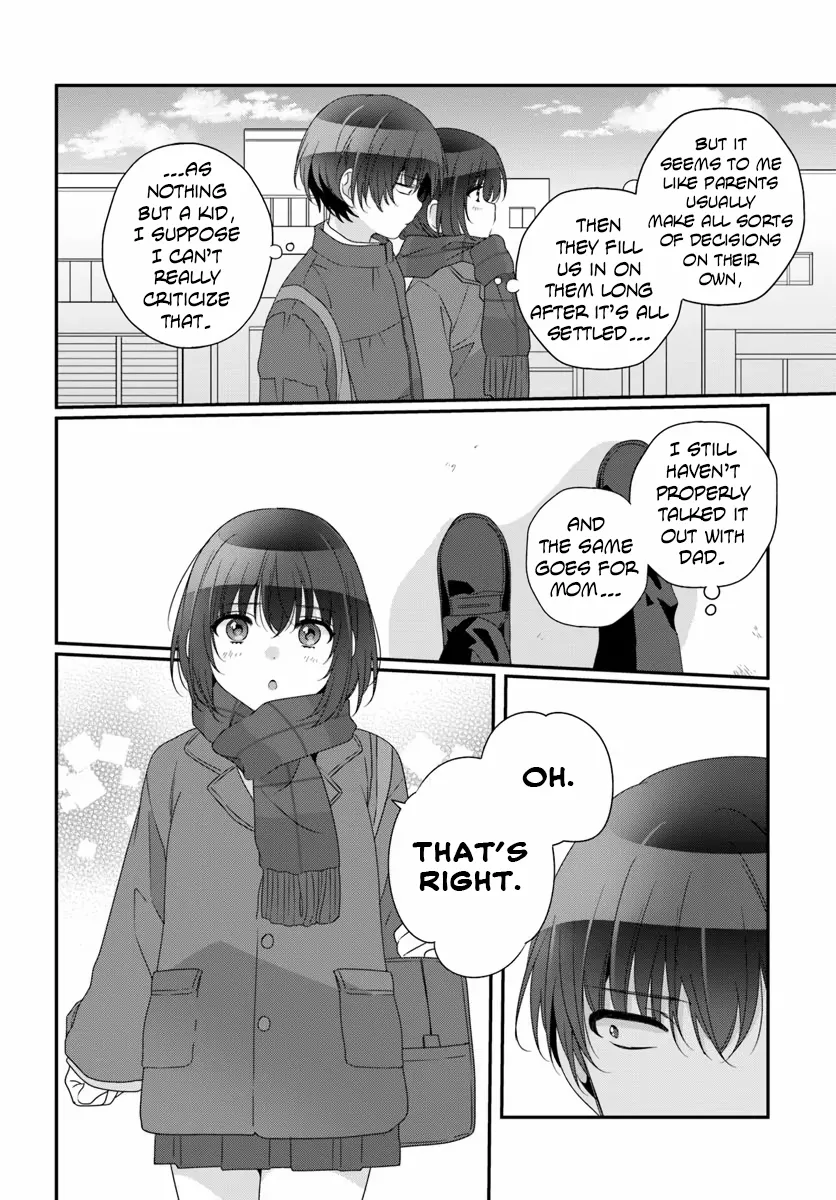 BUT IT
SEEMS TO ME
LIKE PARENTS
USUALLY
MAKE ALL SORTS
OF DECISIONS
ON THEIR
OWN,
THEN
THEY FILL
US IN ON
THEM LONG
AFTER IT'S ALL
SETTLED...
...AS
NOTHING
BUT A KID,
I SUPPOSE
I CAN'T
REALLY
CRITICIZE
THAT.
I STILL
HAVEN'T
PROPERLY
TALKED IT
OUT WITH
DAD.
AND
THE SAME
GOES FOR
MOM...
OH.
THAT'S
RIGHT.